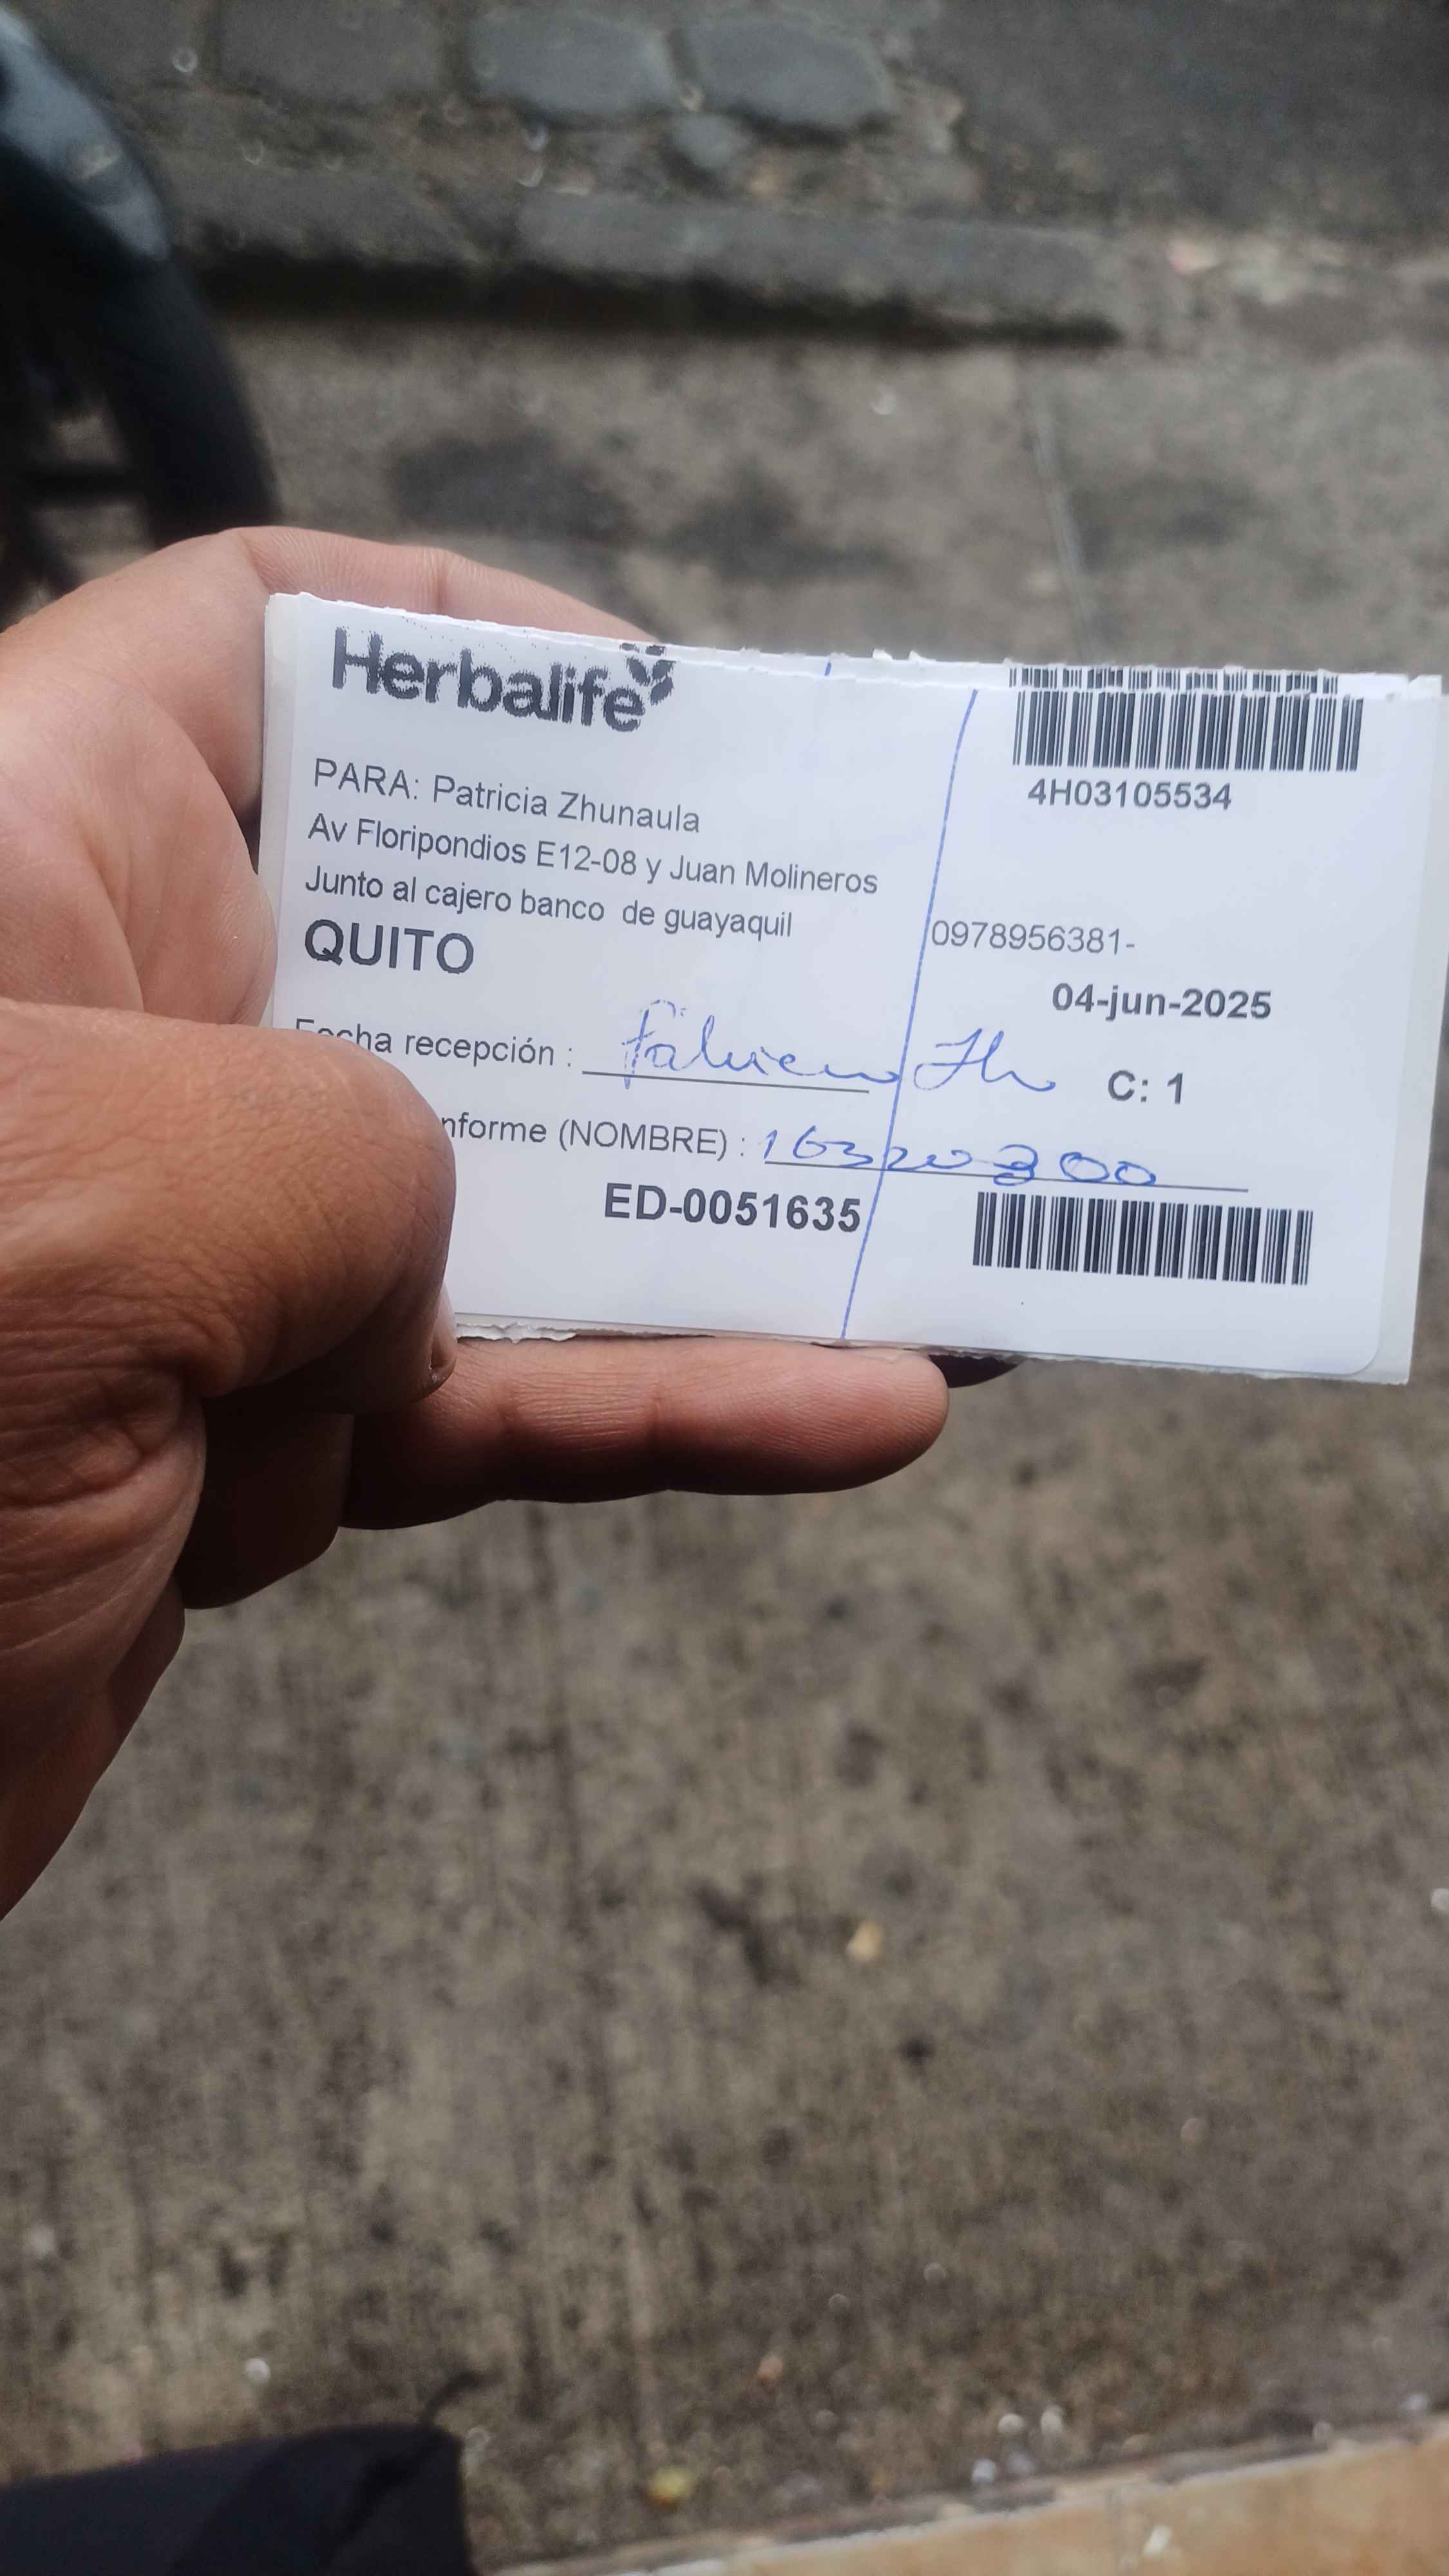 Herbalife
4H03105534
PARA: Patricia Zhunaula
Av Floripondios E12-08 y Juan Molineros
Junto al cajero banco de guayaquil
0978956381-
QUITO
04-jun-2025
Fecha recepción :
C: 1
nforme (NOMBRE) :
ED-0051635